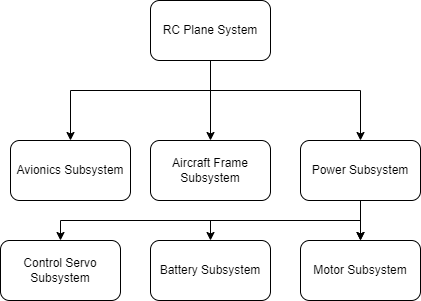 RC Plane System
Avionics Subsystem
Aircraft Frame
Subsystem
Power Subsystem
Control Servo
Subsystem
Battery Subsystem
Motor Subsystem